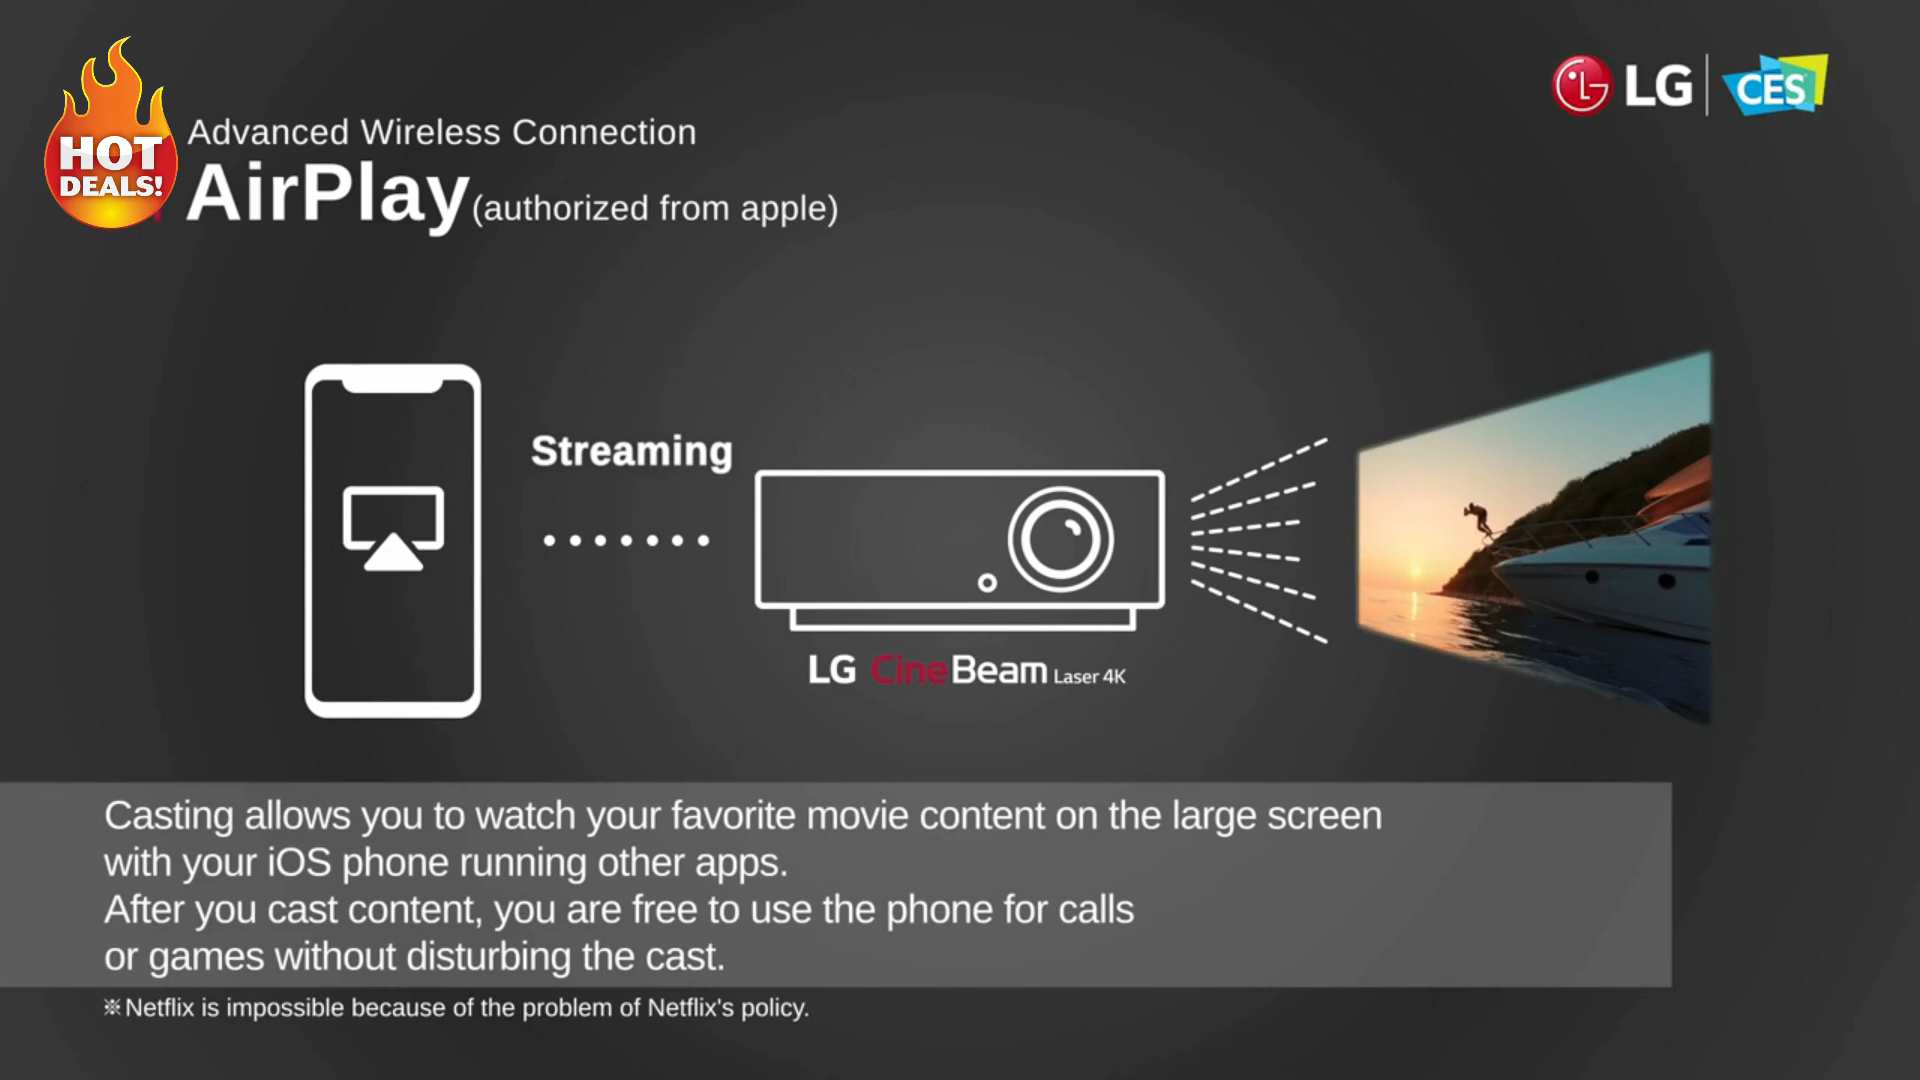 HOT
DEALS!
Advanced Wireless Connection
AirPlay(authorized from apple)
LG
CES
Streaming
LG CineBeam Laser 4K
Casting allows you to watch your favorite movie content on the large screen
with your iOS phone running other apps.
After you cast content, you are free to use the phone for calls
or games without disturbing the cast.
※Netflix is impossible because of the problem of Netflix's policy.